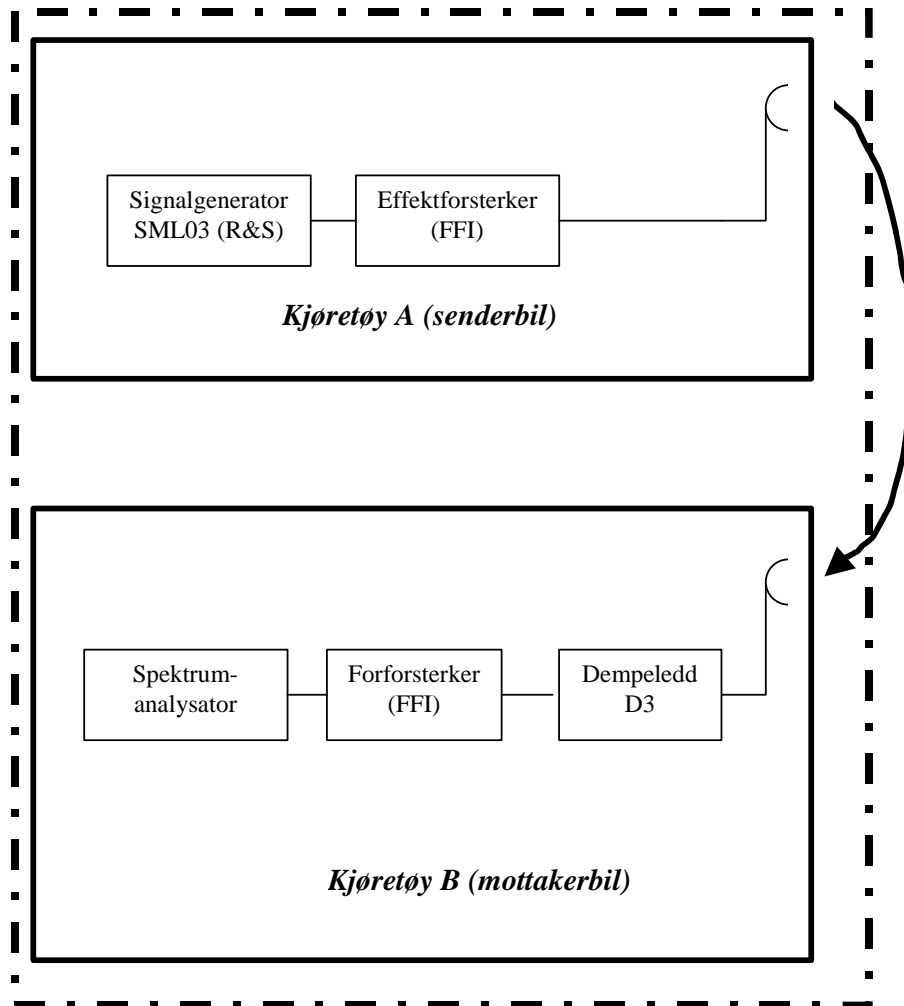 Signalgenerator
SML03 (R&S)
Effektforsterker
(FFI)
Kjøretøy A (senderbil)
Spektrum-
analysator
Forforsterker
(FFI)
Dempeledd
D3
Kjøretøy B (mottakerbil)